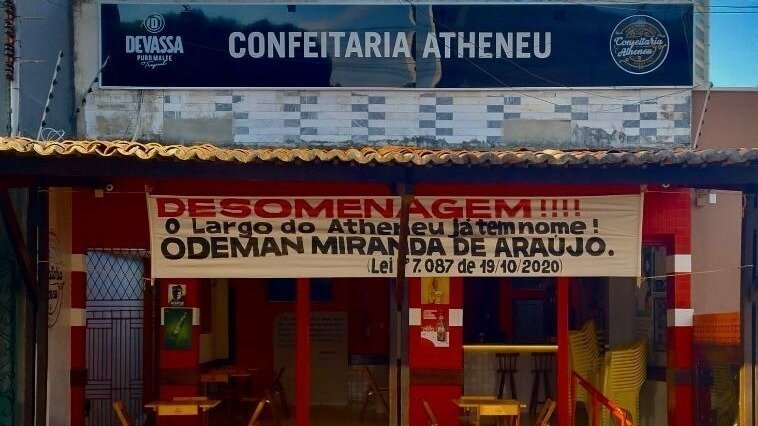 DEVASSA
PURO MALTE
Tropical
CONFEITARIA ATHENEU
Confeitaria
Atheneu
DESOMENAGEM!!!!
O Largo do Atheneu já tem nome!
ODEMAN MIRANDA DE ARAÚJO.
(Lei 7.087 de 19/10/2020)